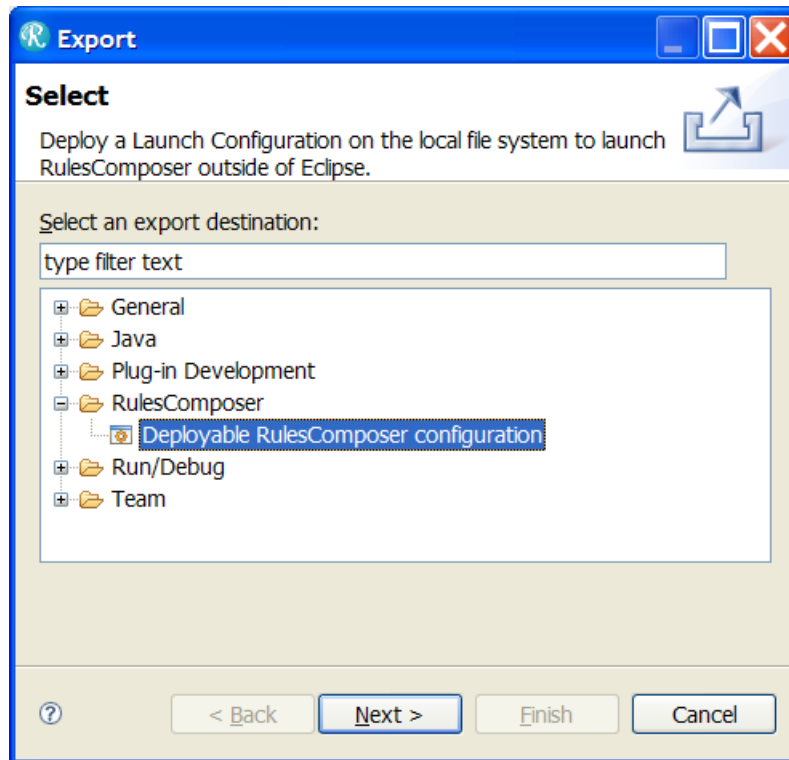 Export
Select
Deploy a Launch Configuration on the local file system to launch
RulesComposer outside of Eclipse.
Select an export destination:
type filter text
General
Java
Plug-in Development
RulesComposer
Deployable RulesComposer configuration
Run/Debug
Team
< Back Next > Finish Cancel